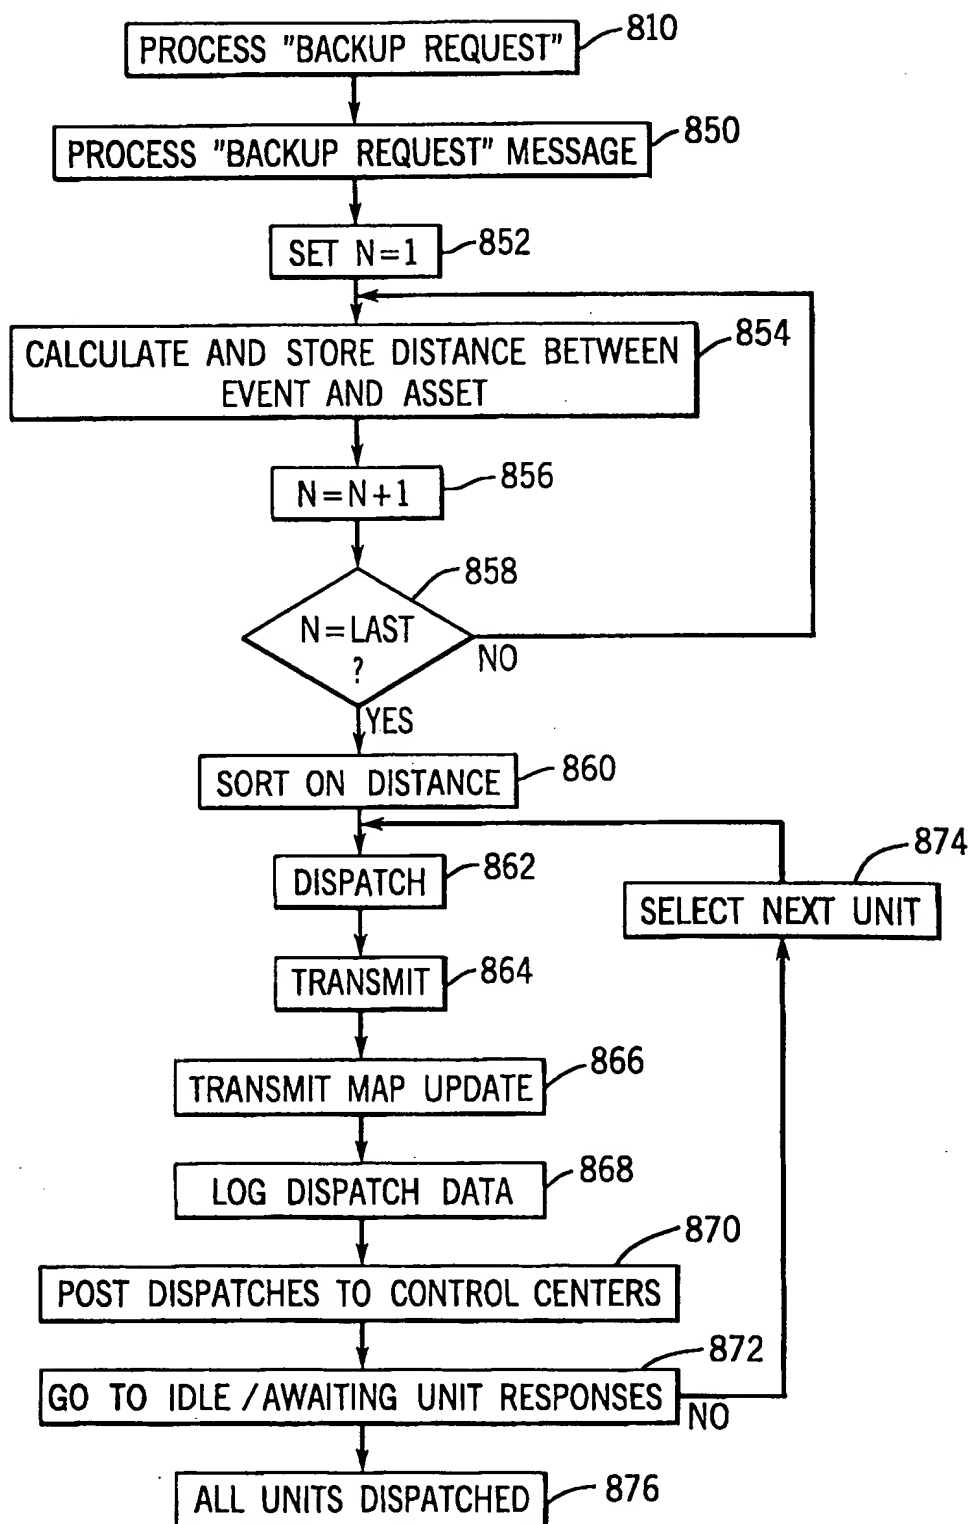 PROCESS "BACKUP REQUEST"
810
PROCESS "BACKUP REQUEST" MESSAGE
850
SET N=1
852
CALCULATE AND STORE DISTANCE BETWEEN
EVENT AND ASSET
854
N=N+1
856
858
N=LAST
?
NO
YES
SORT ON DISTANCE
860
DISPATCH
862
874
SELECT NEXT UNIT
TRANSMIT
864
TRANSMIT MAP UPDATE
866
LOG DISPATCH DATA
868
870
POST DISPATCHES TO CONTROL CENTERS
872
GO TO IDLE/AWAITING UNIT RESPONSES
NO
ALL UNITS DISPATCHED
876